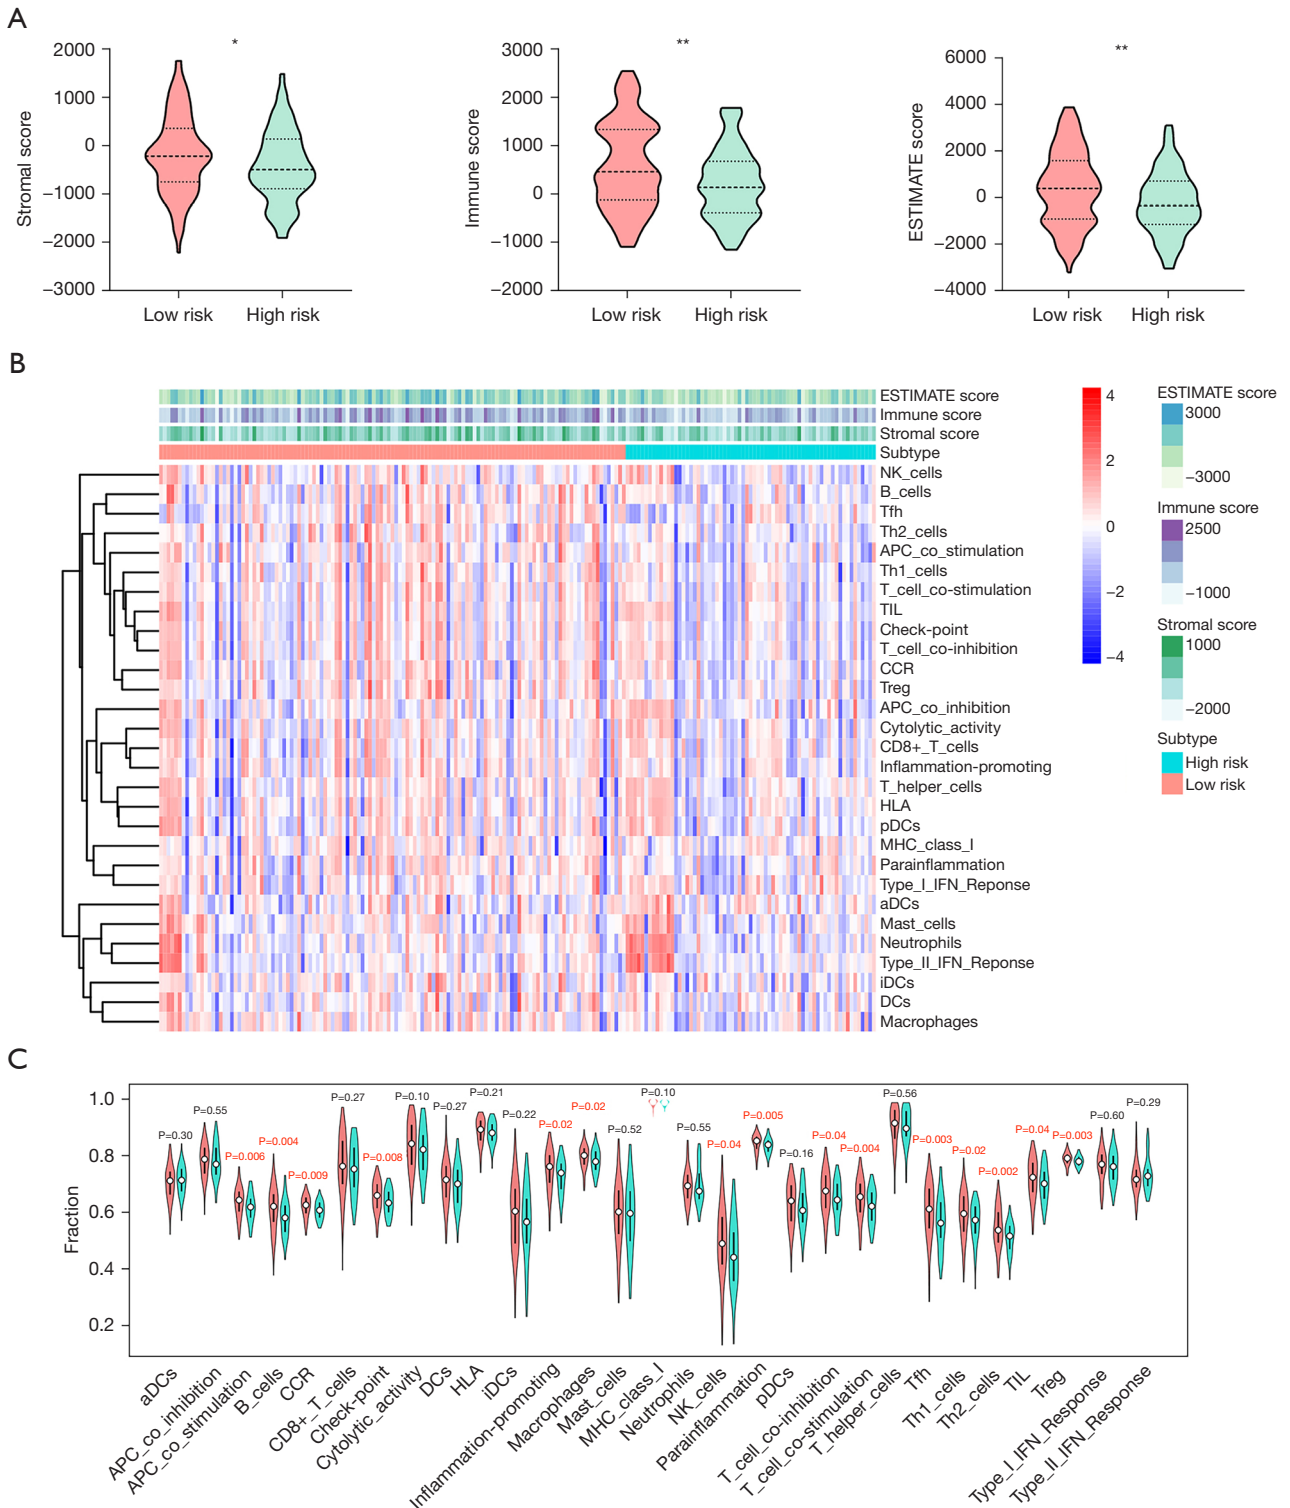 A
*
**
**
2000
1000
0
−1000
−2000
−3000
Stromal score
Low risk
High risk
3000
2000
1000
0
−1000
−2000
Immune score
Low risk
High risk
6000
4000
2000
0
−2000
−4000
ESTIMATE score
Low risk
High risk
B
ESTIMATE score
Immune score
Stromal score
Subtype
NK_cells
B_cells
Tfh
Th2_cells
APC_co_stimulation
Th1_cells
T_cell_co-stimulation
TIL
Check-point
T_cell_co-inhibition
CCR
Treg
APC_co_inhibition
Cytolytic_activity
CD8+_T_cells
Inflammation-promoting
T_helper_cells
HLA
pDCs
MHC_class_I
Parainflammation
Type_I_IFN_Reponse
aDCs
Mast_cells
Neutrophils
Type_II_IFN_Reponse
iDCs
DCs
Macrophages
4
2
0
−2
−4
ESTIMATE score
3000
−3000
Immune score
2500
−1000
Stromal score
1000
−2000
Subtype
High risk
Low risk
C
Fraction
1.0
0.8
0.6
0.4
0.2
P=0.30
P=0.55
P=0.006
P=0.004
P=0.009
P=0.27
P=0.008
P=0.10
P=0.27
P=0.21
P=0.22
P=0.02
P=0.02
P=0.52
P=0.10
P=0.55
P=0.04
P=0.005
P=0.16
P=0.04
P=0.004
P=0.56
P=0.003
P=0.02
P=0.002
P=0.04
P=0.003
P=0.60
P=0.29
aDCs
APC_co_inhibition
APC_co_stimulation
B_cells
CCR
CD8+_T_cells
Check-point
Cytolytic_activity
DCs
HLA
iDCs
Inflammation-promoting
Macrophages
Mast_cells
MHC_class_I
Neutrophils
NK_cells
Parainflammation
pDCs
T_cell_co-inhibition
T_cell_co-stimulation
T_helper_cells
Tfh
Th1_cells
Th2_cells
TIL
Treg
Type_I_IFN_Response
Type_II_IFN_Response